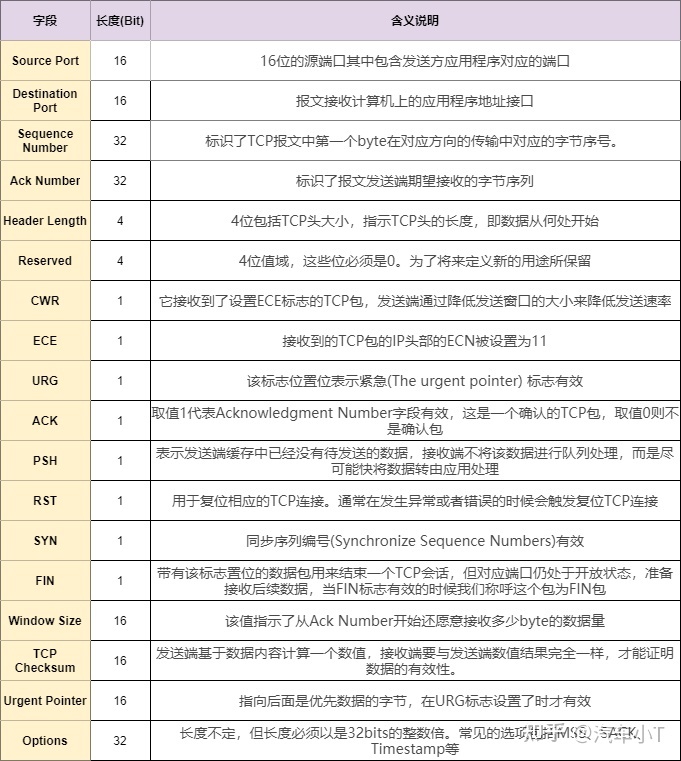 字段 长度(Bit) 含义说明
Source Port 16 16位的源端口其中包含发送方应用程序对应的端口
Destination
Port 16 报文接收计算机上的应用程序地址接口
Sequence
Number 32 标识了TCP报文中第一个byte在对应方向的传输中对应的字节序号。
Ack Number 32 标识了报文发送端期望接收的字节序列
Header Length 4 4位包括TCP头大小，指示TCP头的长度，即数据从何处开始
Reserved 4 4位值域，这些位必须是0。为了将来定义新的用途所保留
CWR 1 它接收到了设置ECE标志的TCP包，发送端通过降低发送窗口的大小来降低发送速率
ECE 1 接收到的TCP包的IP头部的ECN被设置为11
URG 1 该标志位置位表示紧急(The urgent pointer) 标志有效
ACK 1 取值1代表Acknowledgment Number字段有效，这是一个确认的TCP包，取值0则不
是确认包
PSH 1 表示发送端缓存中已经没有待发送的数据，接收端不将该数据进行队列处理，而是尽
可能快将数据转由应用处理
RST 1 用于复位相应的TCP连接。通常在发生异常或者错误的时候会触发复位TCP连接
SYN 1 同步序列编号(Synchronize Sequence Numbers)有效
FIN 1 带有该标志置位的数据包用来结束一个TCP会话，但对应端口仍处于开放状态，准备
接收后续数据，当FIN标志有效的时候我们称呼这个包为FIN包
Window Size 16 该值指示了从Ack Number开始还愿意接收多少byte的数据量
TCP
Checksum 16 发送端基于数据内容计算一个数值，接收端要与发送端数值结果完全一样，才能证明
数据的有效性。
Urgent Pointer 16 指向后面是优先数据的字节，在URG标志设置了时才有效
Options 32 长度不定，但长度必须以是32bits的整数倍。常见的选项包括MSS、SACK、
Timestamp等
知乎 @汽车小T